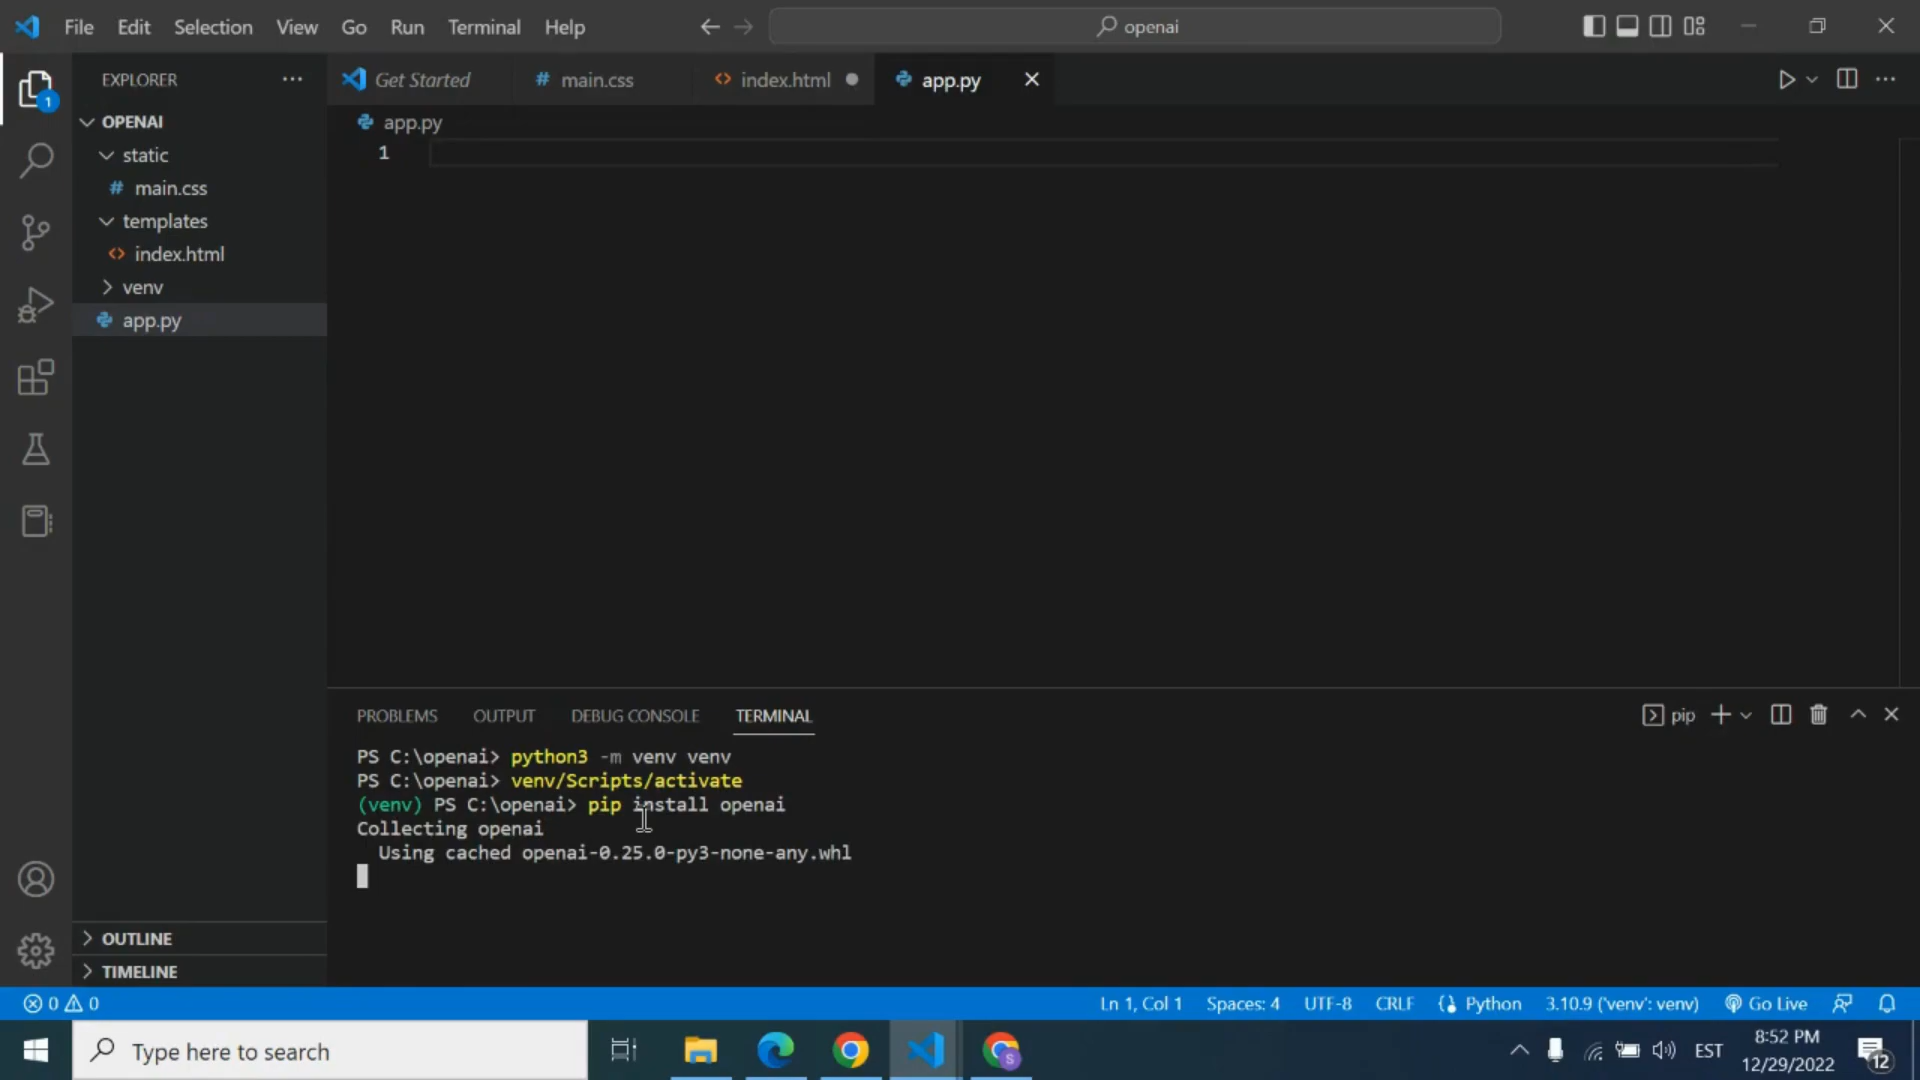 File Edit Selection View Go Run Terminal Help
openai
EXPLORER
Get Started
main.css
index.html
app.py
1
OPENAI
static
main.css
templates
index.html
venv
app.py
app.py
1
PROBLEMS OUTPUT DEBUG CONSOLE TERMINAL
pip
PS C:\openai> python3 -m venv venv
PS C:\openai> venv/Scripts/activate
(venv) PS C:\openai> pip install openai
Collecting openai
Using cached openai-0.25.0-py3-none-any.whl
OUTLINE
TIMELINE
0 0
Ln 1, Col 1 Spaces: 4 UTF-8 CRLF Python 3.10.9 ('venv': venv) Go Live
Type here to search
S
EST
8:52 PM
12/29/2022
12